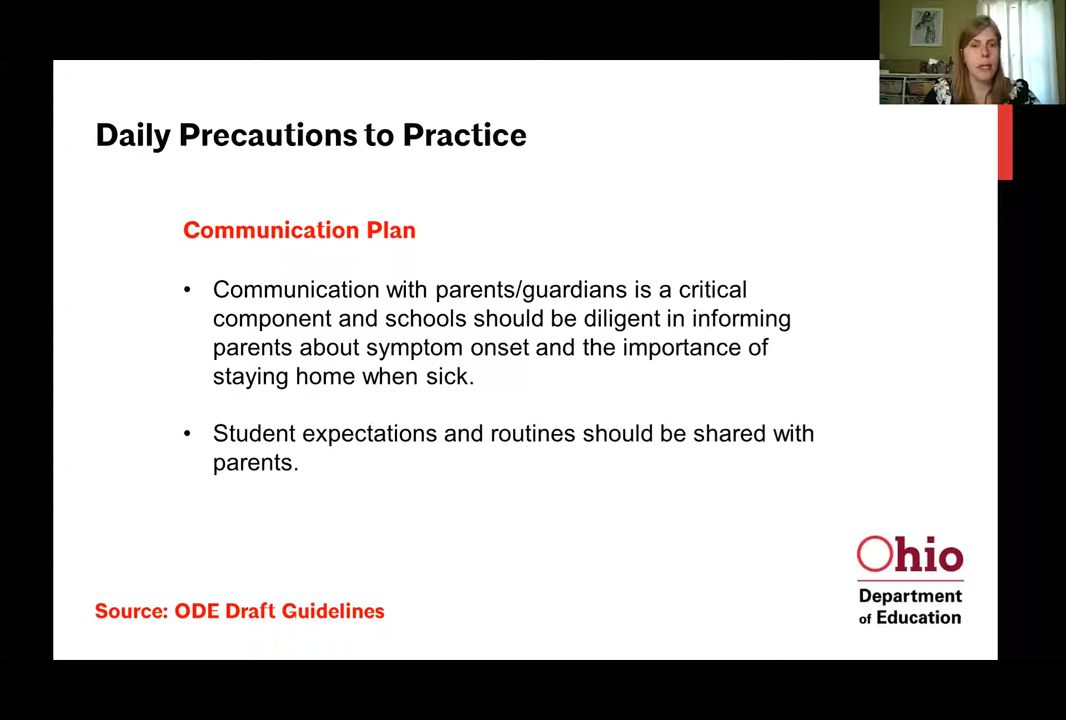 Daily Precautions to Practice
Communication Plan
• Communication with parents/guardians is a critical
component and schools should be diligent in informing
parents about symptom onset and the importance of
staying home when sick.
• Student expectations and routines should be shared with
parents.
Source: ODE Draft Guidelines
Ohio
Department
of Education